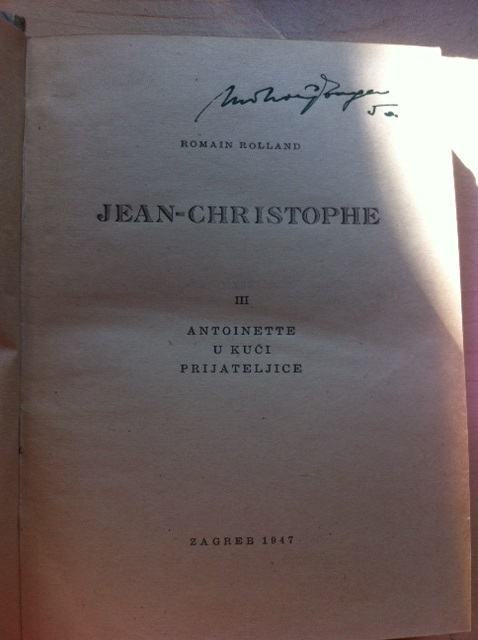 ROMAIN ROLLAND
JEAN-CHRISTOPHE
III
ANTOINETTE
U KUĆI
PRIJATELJICE
ZAGREB 1947